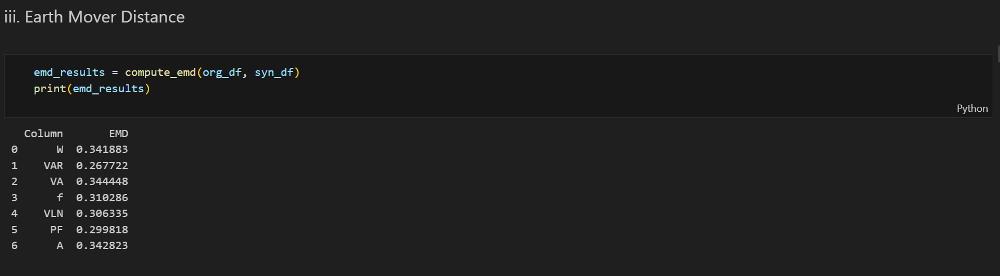 iii. Earth Mover Distance
emd_results = compute_emd(org_df, syn_df)
print(emd_results)
Python
Column EMD
0 W 0.341883
1 VAR 0.267722
2 VA 0.344448
3 f 0.310286
4 VLN 0.306335
5 PF 0.299818
6 A 0.342823